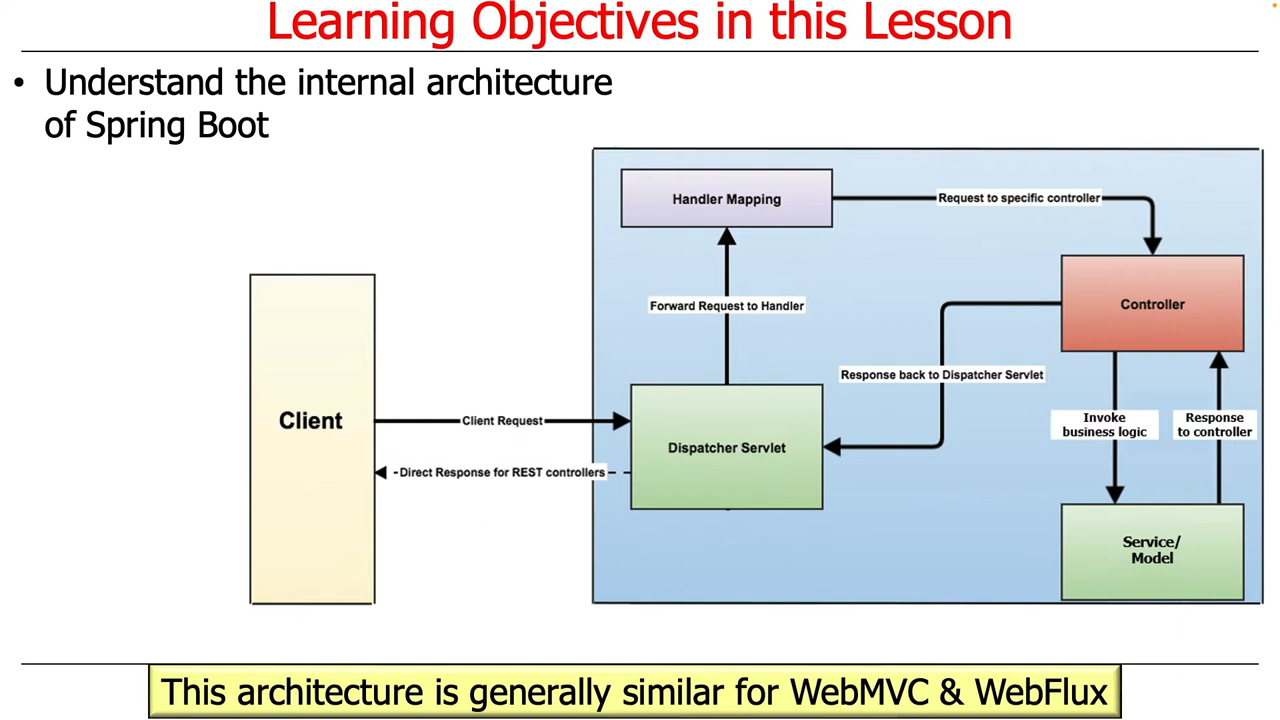 Learning Objectives in this Lesson
• Understand the internal architecture
of Spring Boot
Handler Mapping
Request to specific controller
Forward Request to Handler
Controller
Response back to Dispatcher Servlet
Client
Client Request
Dispatcher Servlet
Direct Response for REST controllers
Invoke
business logic
Response
to controller
Service/
Model
This architecture is generally similar for WebMVC & WebFlux